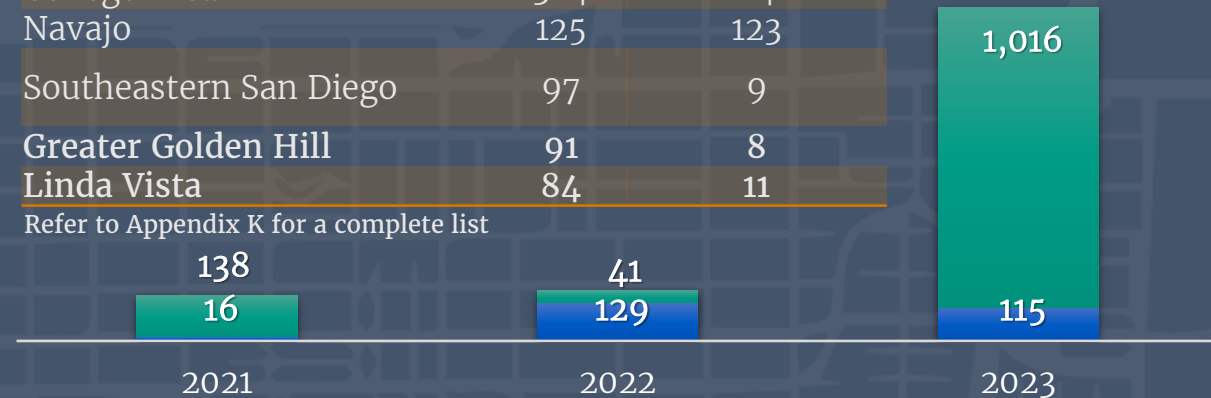 Navajo 125 123
Southeastern San Diego 97 9
Greater Golden Hill 91 8
Linda Vista 84 11
Refer to Appendix K for a complete list
1,016
138 41
16 129 115
2021 2022 2023